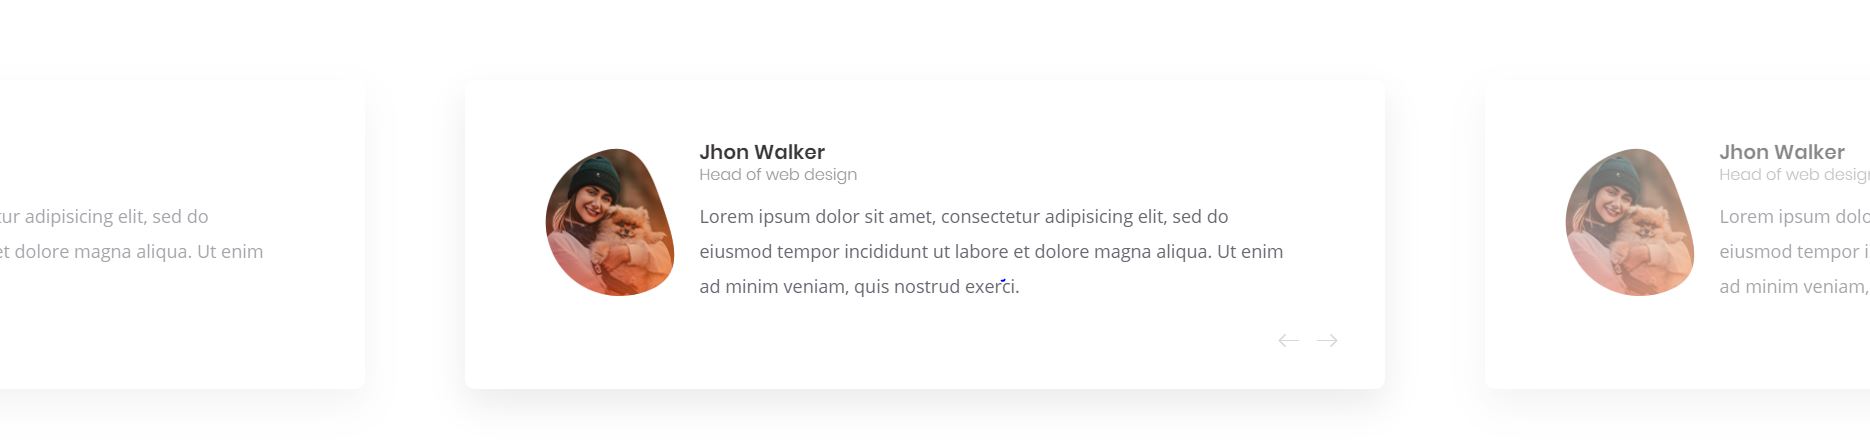 tur adipisicing elit, sed do
et dolore magna aliqua. Ut enim
Jhon Walker
Head of web design
Lorem ipsum dolor sit amet, consectetur adipisicing elit, sed do
eiusmod tempor incididunt ut labore et dolore magna aliqua. Ut enim
ad minim veniam, quis nostrud exerci.
Jhon Walker
Head of web design
Lorem ipsum dolo
eiusmod tempor i
ad minim veniam,